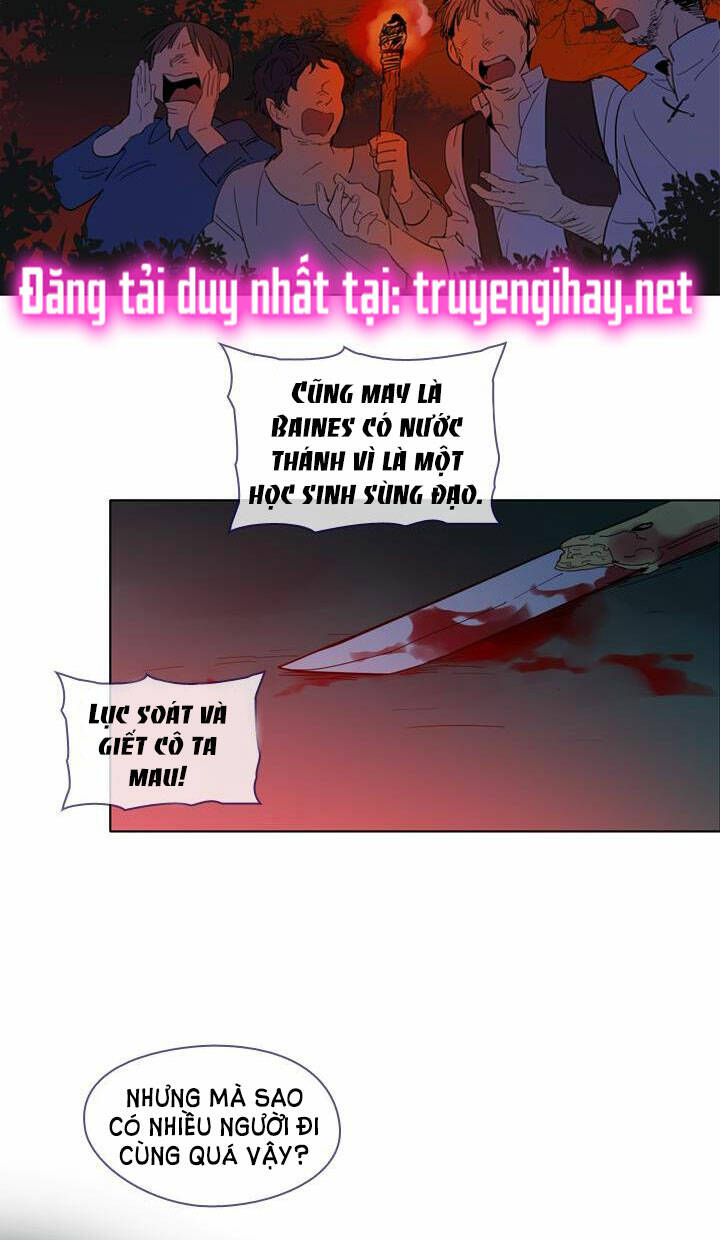 Đăng tải duy nhất tại: truyengihay.net
CŨNG MAY LÀ
BAINES CÓ NƯỚC
THÁNH VÌ LÀ MỘT
HỌC SINH SÙNG ĐẠO.
LỤC SOÁT VÀ
GIẾT CÔ TA
MAU!
NHƯNG MÀ SAO
CÓ NHIỀU NGƯỜI ĐI
CÙNG QUÁ VẬY?